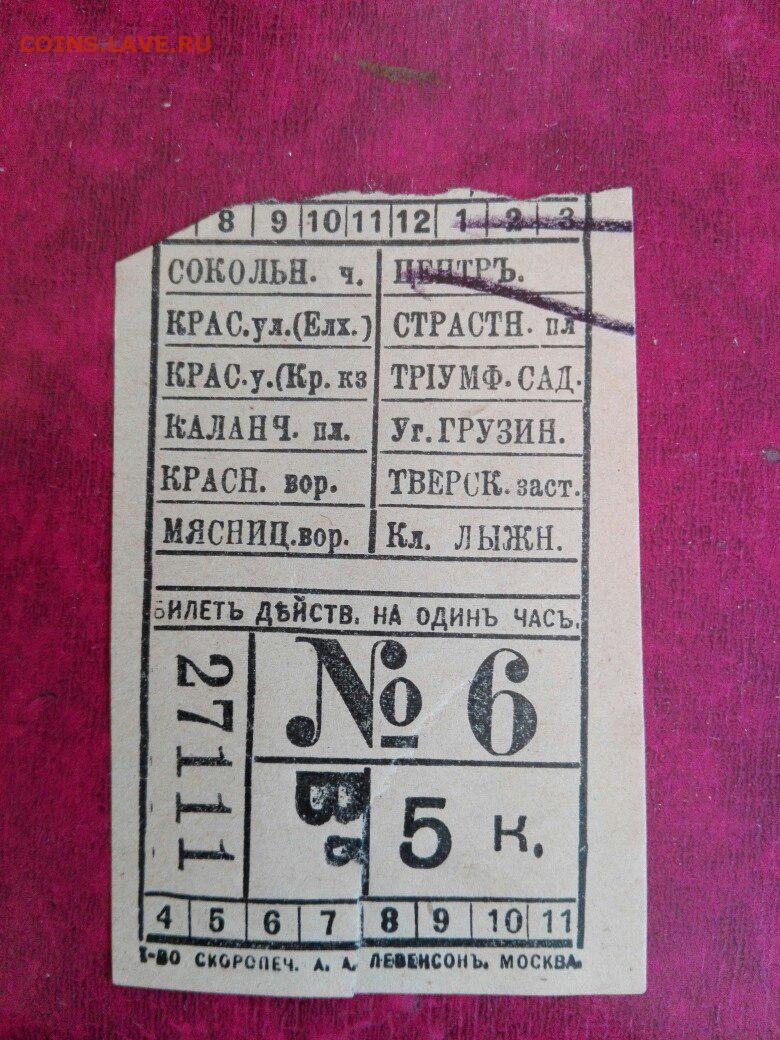 COINS.LAVE.RU
8 9 10 11 12 1 2 3
СОКОЛЬН. ч. ЦЕНТРЪ.
КРАС.ул.(Елх.) СТРАСТН. пл
КРАС.у.(Кр. кз ТРІУМФ.САД.
КАЛАНЧ. пл. Уг. ГРУЗИН.
КРАСН. вор. ТВЕРСК. заст.
МЯСНИЦ.вор. Кл. ЛЫЖН.
БИЛЕТЪ ДѢЙСТВ. НА ОДИНЪ ЧАСЪ.
27111
№ 6
Вь
5 к.
4 5 6 7 8 9 10 11
Т-ВО СКОРОПЕЧ. А. А. ЛЕВЕНСОНЪ. МОСКВА.